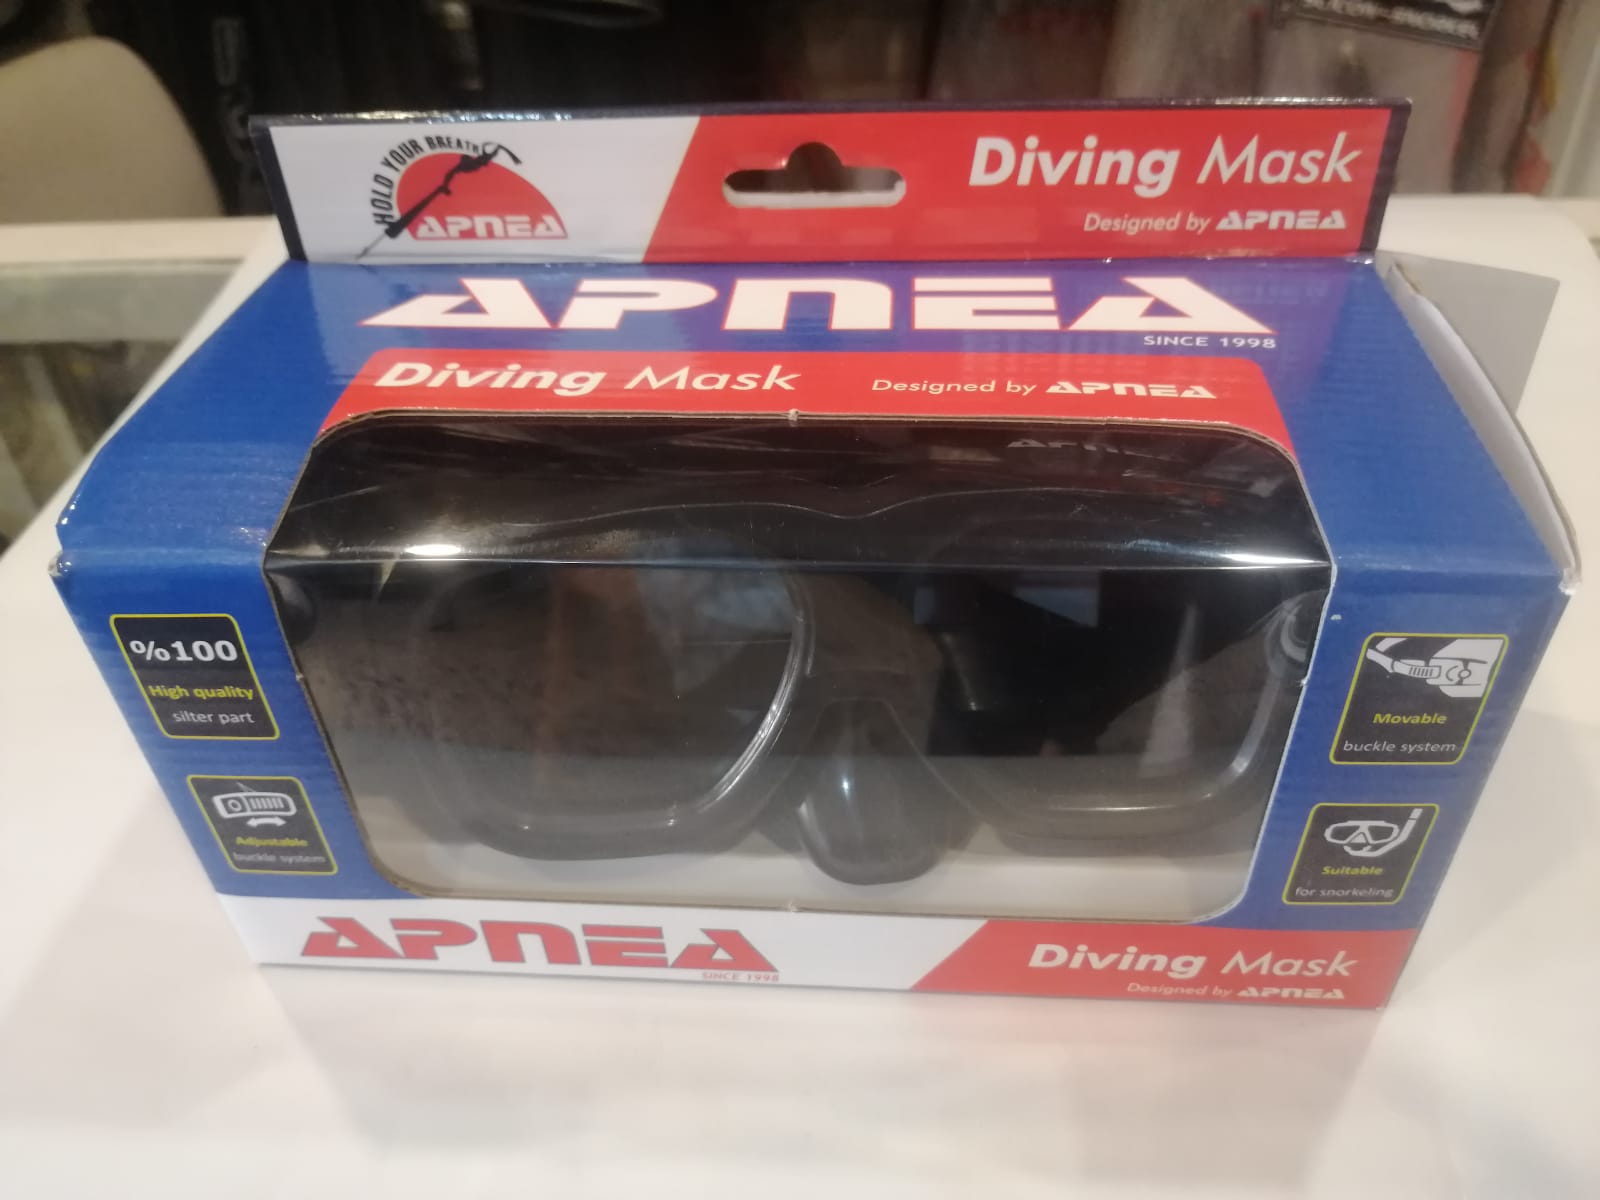 SILICON-SNORKEL
HOLD YOUR BREATH
APNEA
Diving Mask
Designed by APNEA
APNEA
SINCE 1998
Diving Mask Designed by APNEA
%100
High quality
silter part
Adjustable
buckle system
Movable
buckle system
Suitable
for snorkeling
APNEA
SINCE 1998
Diving Mask
Designed by APNEA